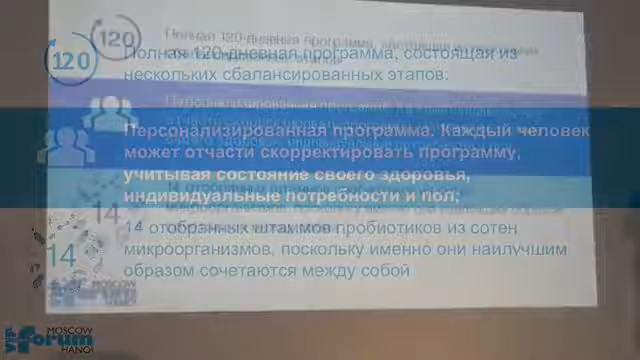 120
Полная 120-дневная программа, состоящая из
нескольких сбалансированных этапов:
Персонализированная программа. Каждый человек
может отчасти скорректировать программу,
учитывая состояние своего здоровья,
индивидуальные потребности и пол;
14
14 отобранных штаммов пробиотиков из сотен
микроорганизмов, поскольку именно они наилучшим
образом сочетаются между собой
VIP forum
MOSCOW
HANOI